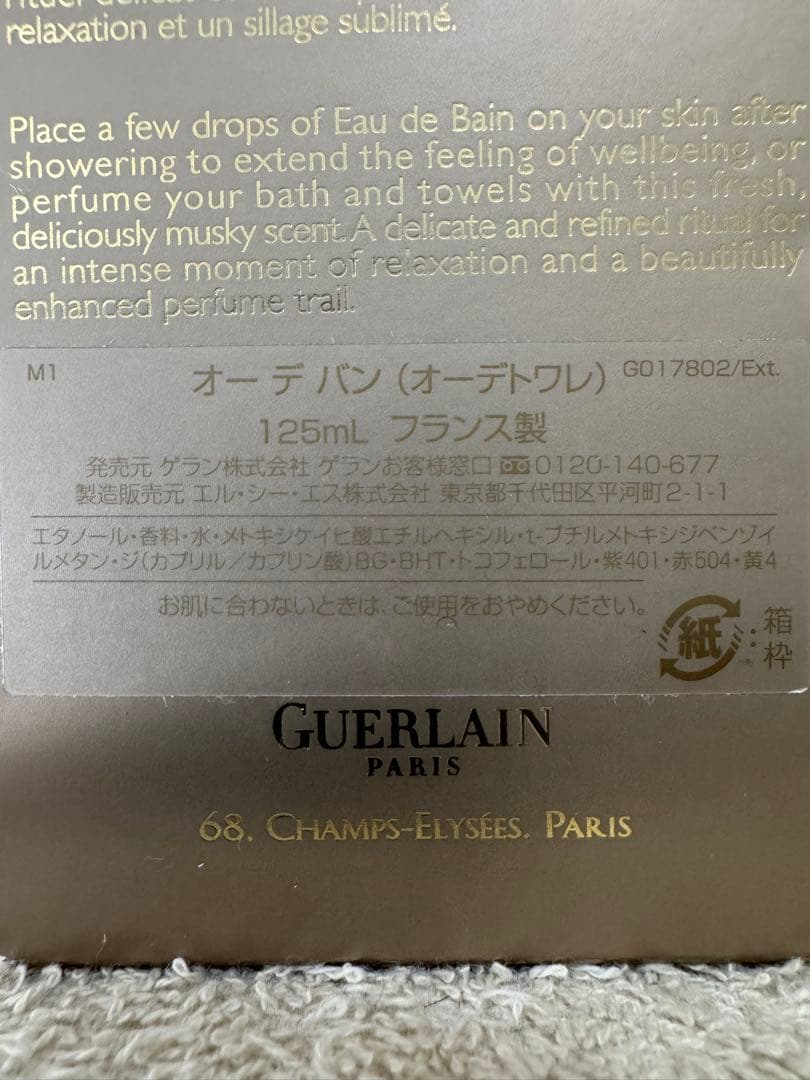 relaxation et un sillage sublimé.
Place a few drops of Eau de Bain on your skin after
showering to extend the feeling of wellbeing, or
perfume your bath and towels with this fresh,
deliciously musky scent. A delicate and refined ritual for
an intense moment of relaxation and a beautifully
enhanced perfume trail.
M1 オー デ バン (オーデトワレ) G017802/Ext.
125mL フランス製
発売元 ゲラン株式会社 ゲランお客様窓口 0120-140-677
製造販売元 エル・シー・エス株式会社 東京都千代田区平河町2-1-1
エタノール・香料・水・メトキシケイヒ酸エチルヘキシル・t-ブチルメトキシジベンゾイ
ルメタン・ジ(カプリル/カプリン酸)BG・BHT・トコフェロール・紫401・赤504・黄4
お肌に合わないときは、ご使用をおやめください。
紙 : 箱
枠
GUERLAIN
PARIS
68, CHAMPS-ELYSÉES. PARIS